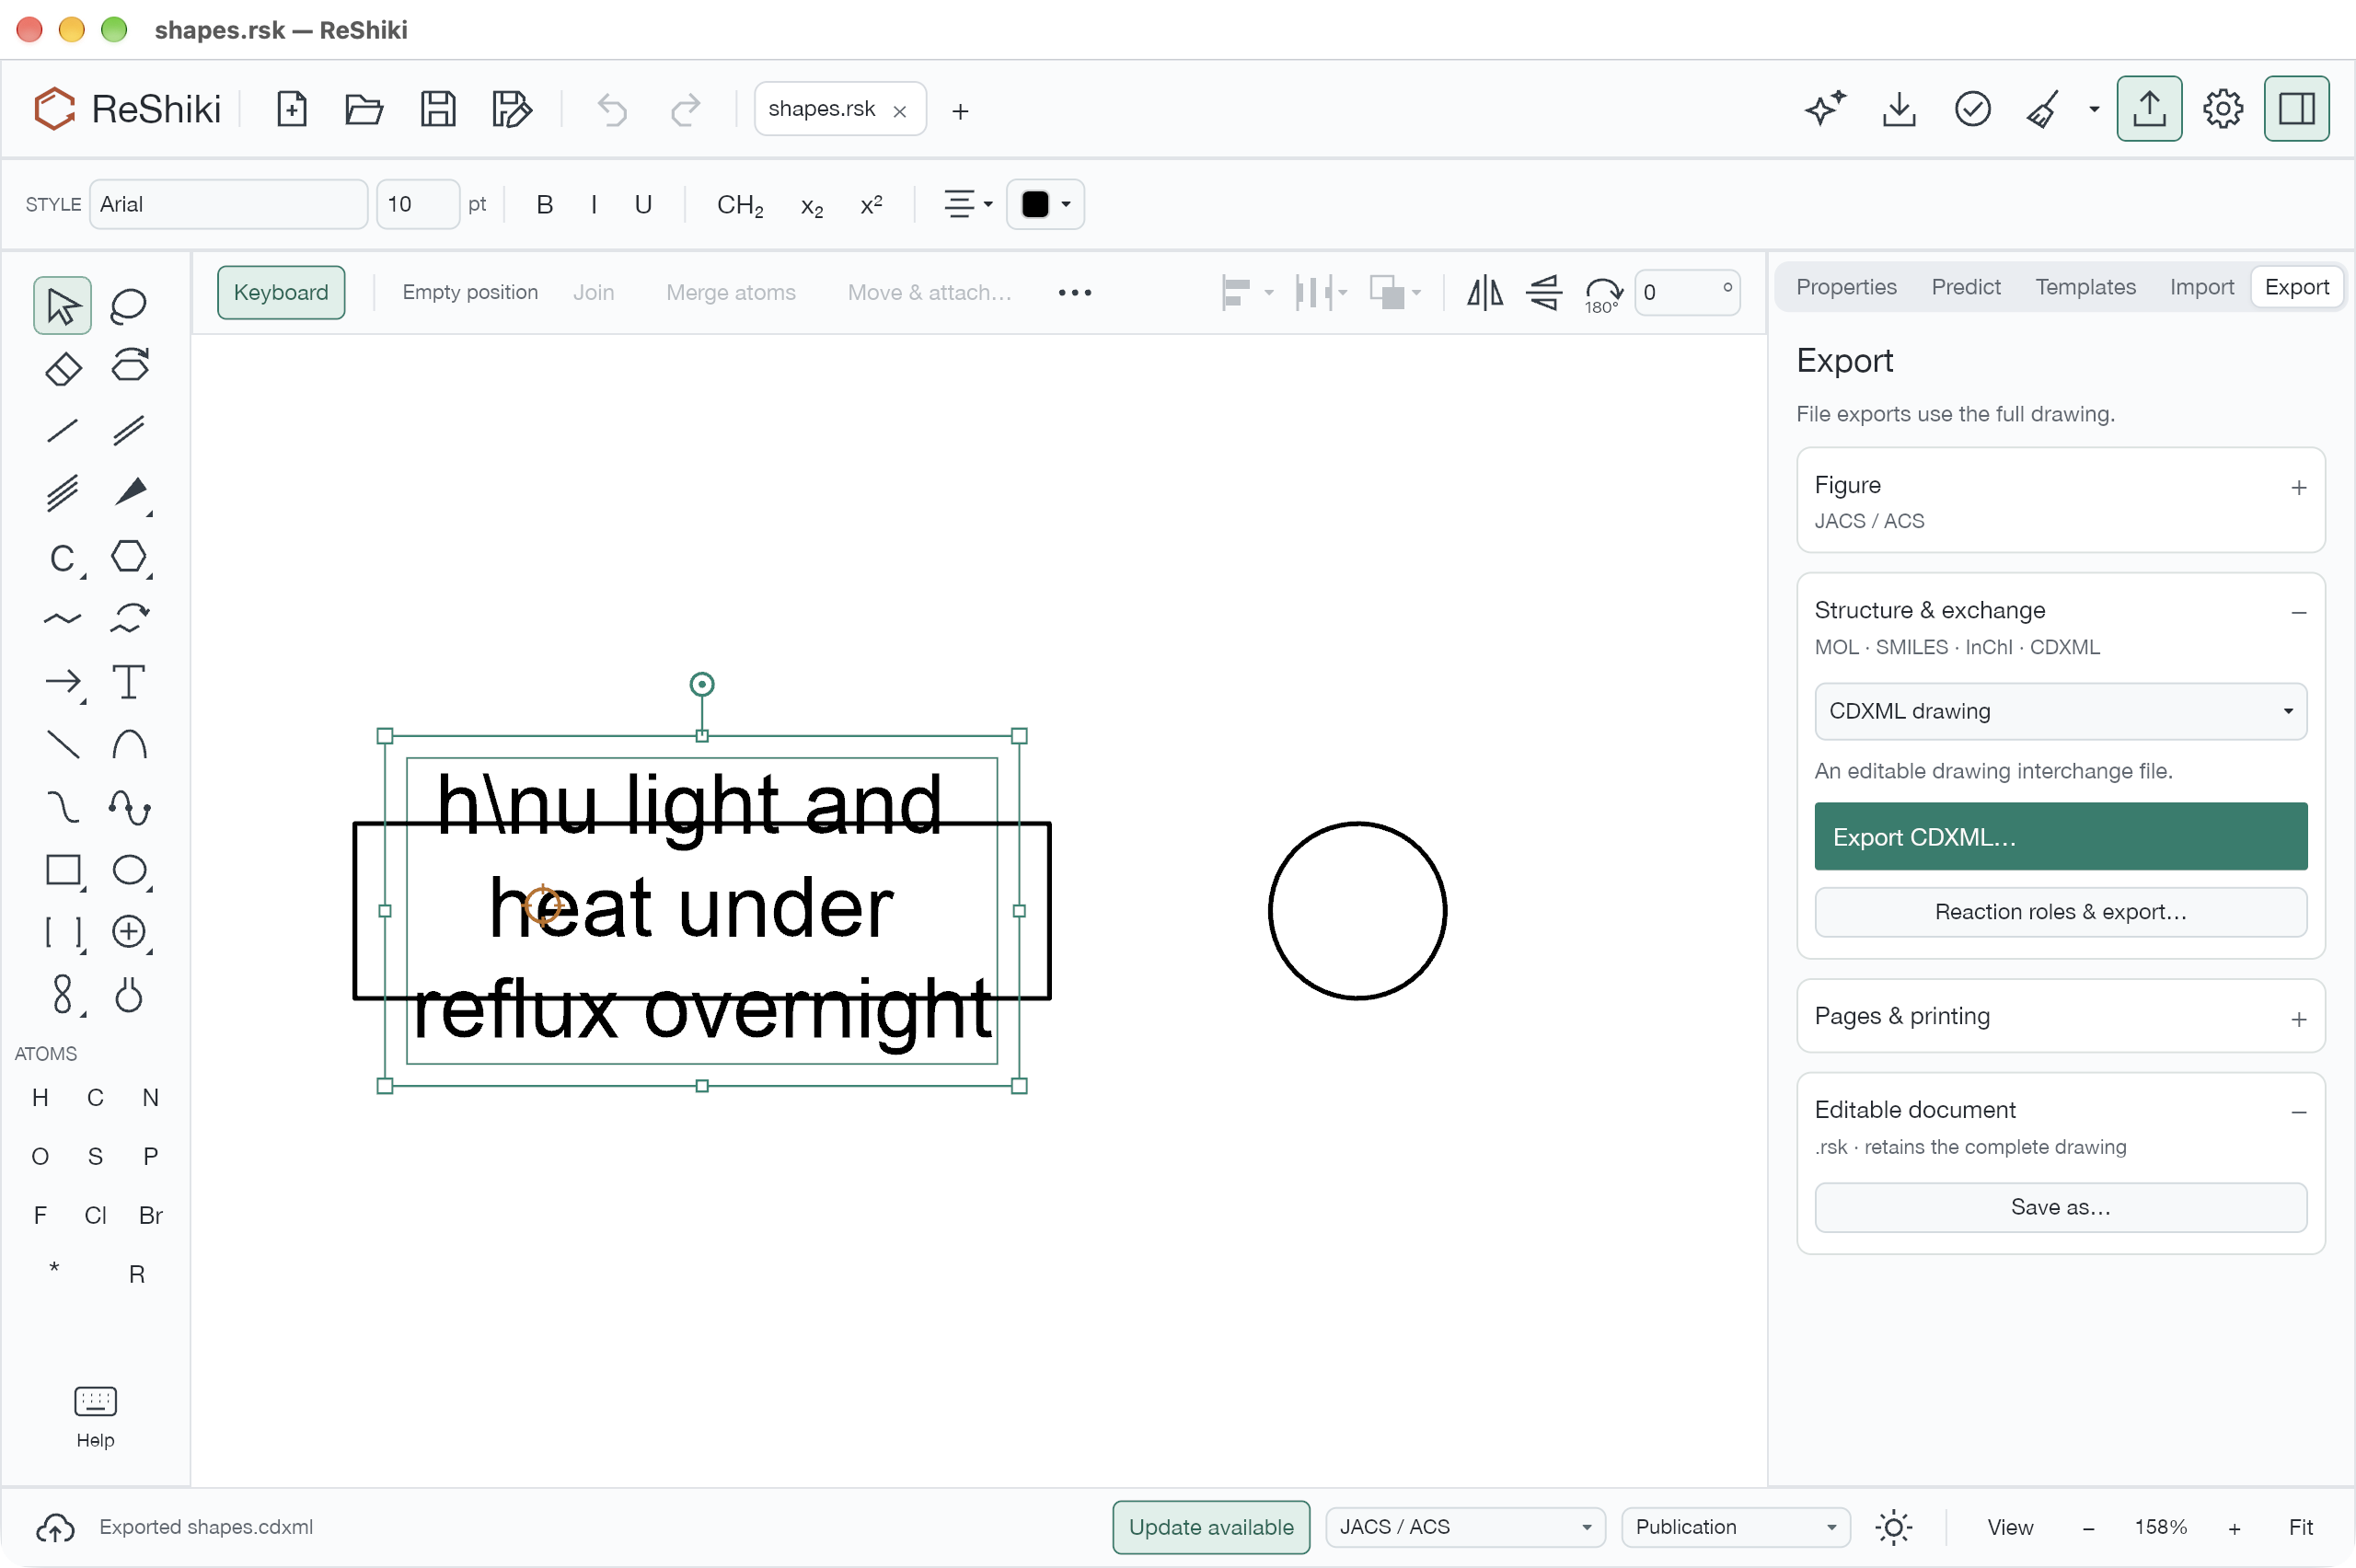 shapes.rsk — ReShiki
ReShiki
shapes.rsk
STYLE Arial 10 pt B I U CH₂ x₂ x²
Keyboard Empty position Join Merge atoms Move & attach... 180° 0 °
Properties Predict Templates Import Export
Export
File exports use the full drawing.
Figure
JACS / ACS
Structure & exchange
MOL · SMILES · InChI · CDXML
CDXML drawing
An editable drawing interchange file.
Export CDXML...
Reaction roles & export...
Pages & printing
Editable document
.rsk · retains the complete drawing
Save as...
C
T
[ ]
h\nu light and
heat under
reflux overnight
ATOMS
H C N
O S P
F Cl Br
* R
Help
Exported shapes.cdxml
Update available JACS / ACS Publication View – 158% + Fit